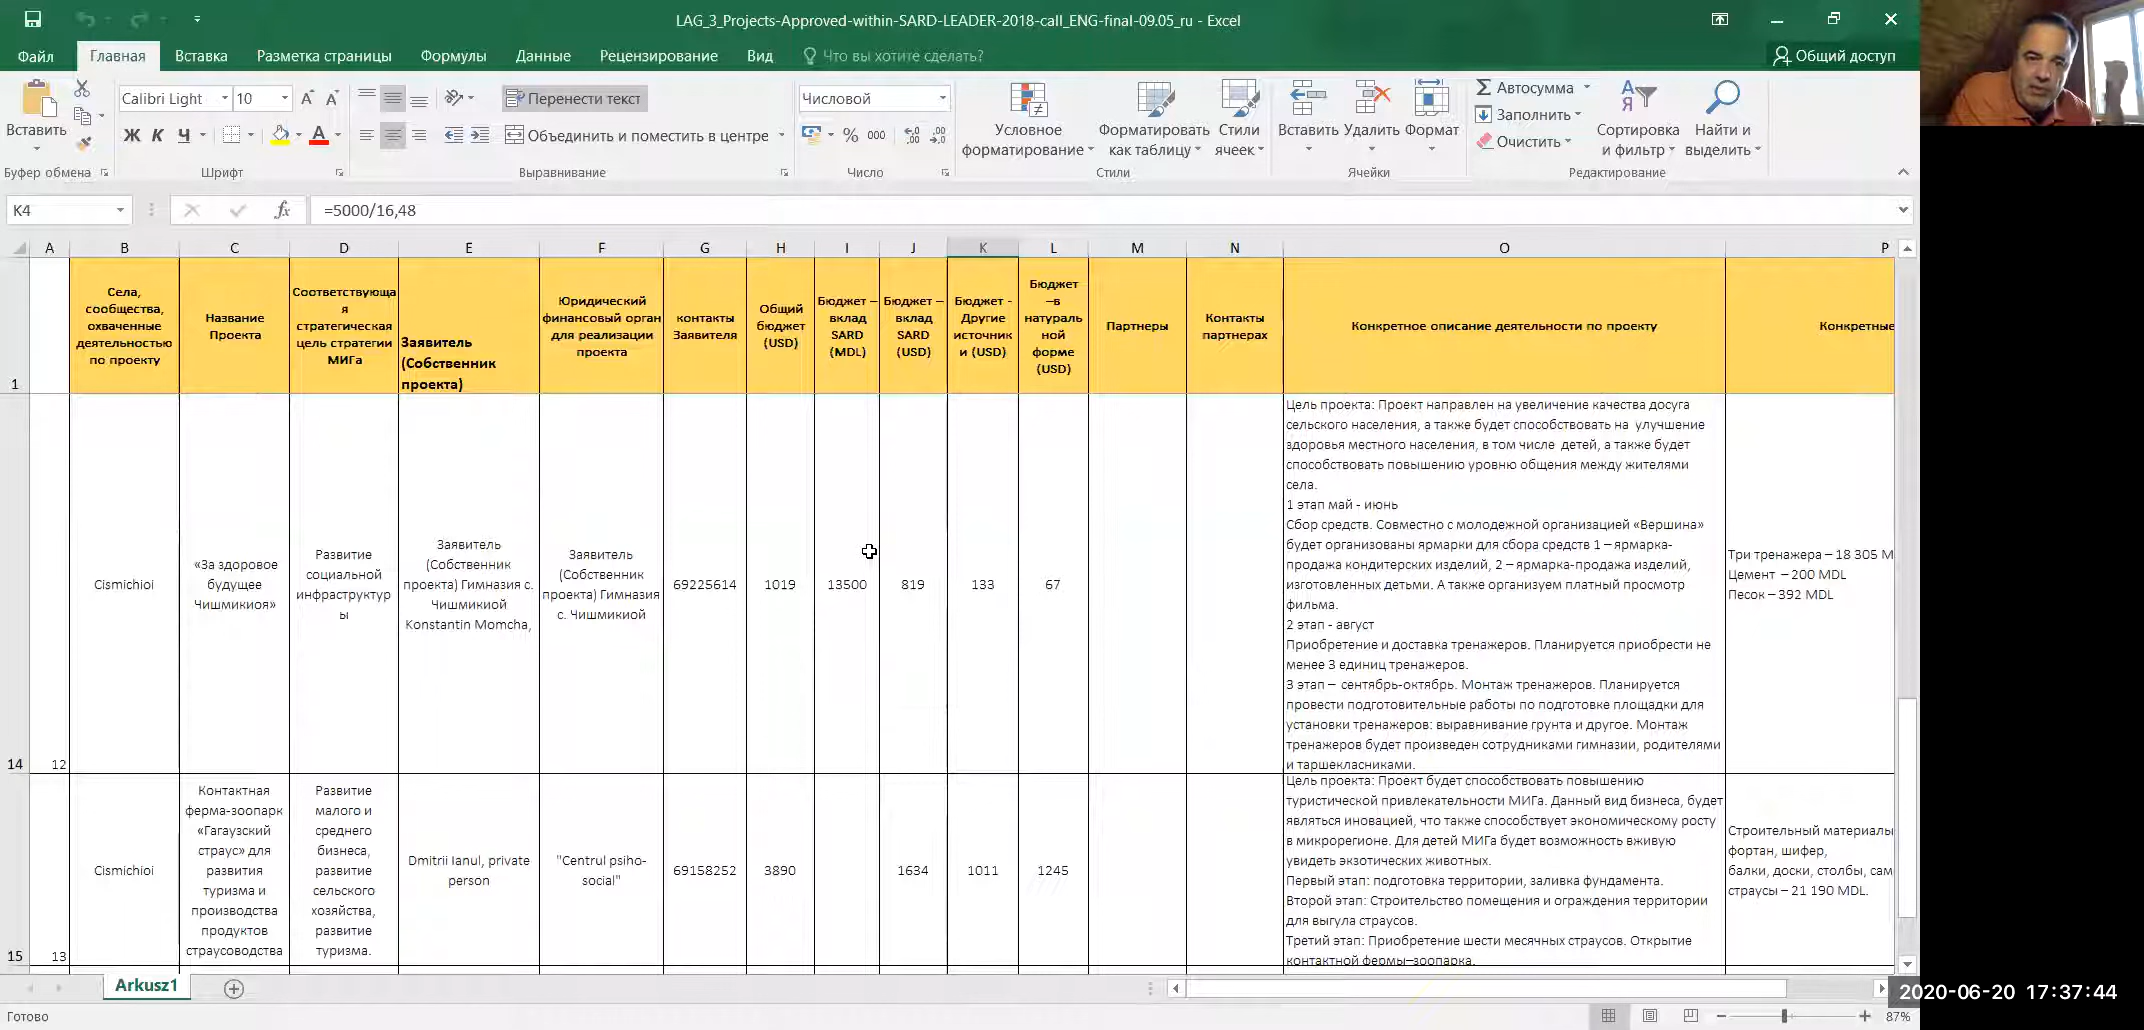 LAG_3_Projects-Approved-within-SARD-LEADER-2018-call_ENG-final-09.05_ru - Excel
Файл Главная Вставка Разметка страницы Формулы Данные Рецензирование Вид Что вы хотите сделать? Общий доступ
Calibri Light 10 Перенести текст Числовой Автосумма
Заполнить
Вставить Ж К Ч А Объединить и поместить в центре % 000 Условное форматирование Форматировать как таблицу Стили ячеек Вставить Удалить Формат Очистить Сортировка и фильтр Найти и выделить
Буфер обмена Шрифт Выравнивание Число Стили Ячейки Редактирование
K4 fx =5000/16,48
A B C D E F G H I J K L M N O P
1
Села,
сообщества,
охваченные
деятельностью
по проекту
Название
Проекта
Соответствующа
я
стратегическая
цель стратегии
МИГа
Заявитель
(Собственник
проекта)
Юридический
финансовый орган
для реализации
проекта
контакты
Заявителя
Общий
бюджет
(USD)
Бюджет –
вклад
SARD
(MDL)
Бюджет –
вклад
SARD
(USD)
Бюджет -
Другие
источник
и (USD)
Бюджет
–в
натураль
ной
форме
(USD)
Партнеры
Контакты
партнерах
Конкретное описание деятельности по проекту
Конкретные
14 12
Cismichioi
«За здоровое
будущее
Чишмикиоя»
Развитие
социальной
инфраструктур
ы
Заявитель
(Собственник
проекта) Гимназия с.
Чишмикиой
Konstantin Momcha,
Заявитель
(Собственник
проекта) Гимназия
с. Чишмикиой
69225614
1019
13500
819
133
67
Цель проекта: Проект направлен на увеличение качества досуга
сельского населения, а также будет способствовать на улучшение
здоровья местного населения, в том числе детей, а также будет
способствовать повышению уровню общения между жителями
села.
1 этап май - июнь
Сбор средств. Совместно с молодежной организацией «Вершина»
будет организованы ярмарки для сбора средств 1 – ярмарка-
продажа кондитерских изделий, 2 – ярмарка-продажа изделий,
изготовленных детьми. А также организуем платный просмотр
фильма.
2 этап - август
Приобретение и доставка тренажеров. Планируется приобрести не
менее 3 единиц тренажеров.
3 этап – сентябрь-октябрь. Монтаж тренажеров. Планируется
провести подготовительные работы по подготовке площадки для
установки тренажеров: выравнивание грунта и другое. Монтаж
тренажеров будет произведен сотрудниками гимназии, родителями
и таршекласниками.
Три тренажера – 18 305 M
Цемент – 200 MDL
Песок – 392 MDL
15 13
Cismichioi
Контактная
ферма-зоопарк
«Гагаузский
страус» для
развития
туризма и
производства
продуктов
страусоводства
Развитие
малого и
среднего
бизнеса,
развитие
сельского
хозяйства,
развитие
туризма.
Dmitrii Ianul, private
person
"Centrul psiho-
social"
69158252
3890
1634
1011
1245
Цель проекта: Проект будет способствовать повышению
туристической привлекательности МИГа. Данный вид бизнеса, будет
являться иновацией, что также способствует экономическому росту
в микрорегионе. Для детей МИГа будет возможность вживую
увидеть экзотических животных.
Первый этап: подготовка территории, заливка фундамента.
Второй этап: Строительство помещения и ограждения территории
для выгула страусов.
Третий этап: Приобретение шести месячных страусов. Открытие
контактной фермы–зоопарка.
Строительный материалы
фортан, шифер,
балки, доски, столбы, сам
страусы – 21 190 MDL.
Arkusz1
2020-06-20 17:37:44
Готово 87%